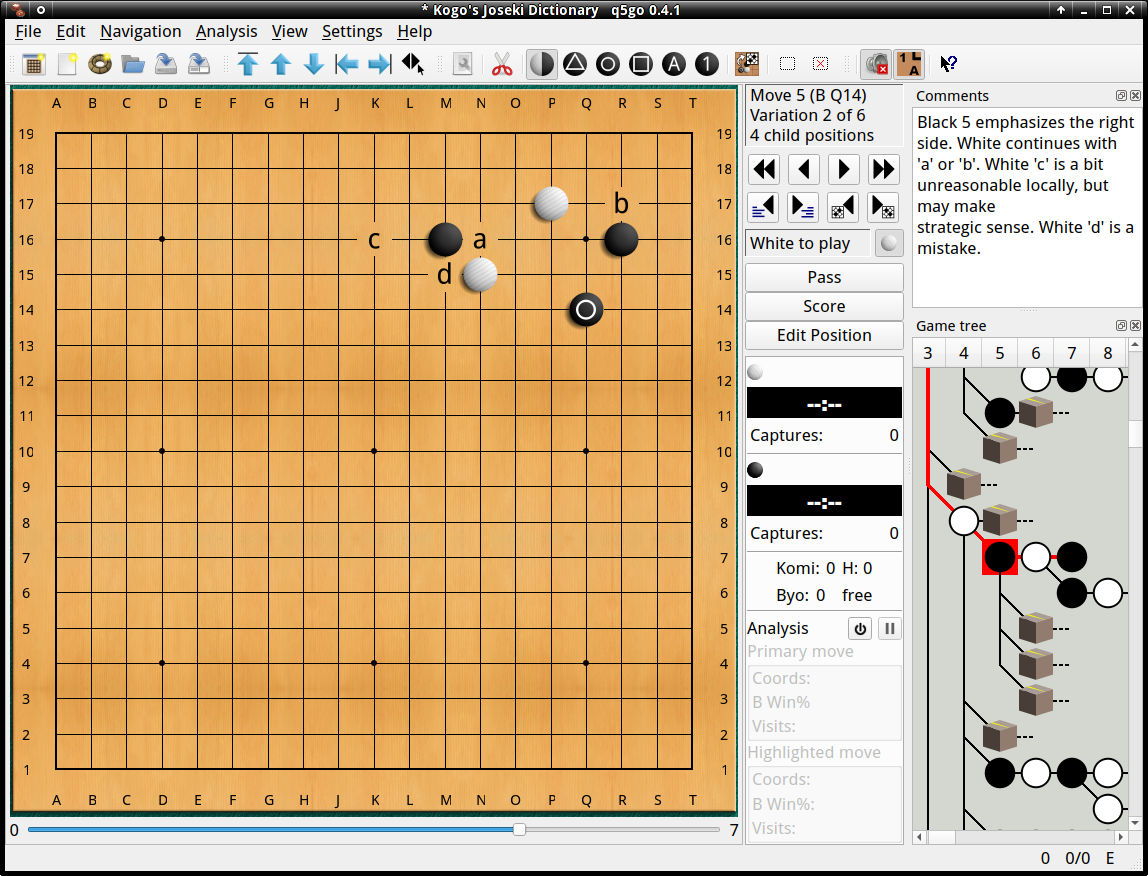 * Kogo's Joseki Dictionary   q5go 0.4.1
File Edit Navigation Analysis View Settings Help
A 1 1 A
A B C D E F G H J K L M N O P Q R S T
19 19
18 18
17 b 17
16 c a 16
15 d 15
14 14
13 13
12 12
11 11
10 10
9 9
8 8
7 7
6 6
5 5
4 4
3 3
2 2
1 1
A B C D E F G H J K L M N O P Q R S T
0 7
Move 5 (B Q14)
Variation 2 of 6
4 child positions
White to play
Pass
Score
Edit Position
--:--
Captures: 0
--:--
Captures: 0
Komi: 0 H: 0
Byo: 0 free
Analysis
Primary move
Coords:
B Win%
Visits:
Highlighted move
Coords:
B Win%:
Visits:
Comments
Black 5 emphasizes the right
side. White continues with
'a' or 'b'. White 'c' is a bit
unreasonable locally, but
may make
strategic sense. White 'd' is a
mistake.
Game tree
3 4 5 6 7 8
0 0/0 E